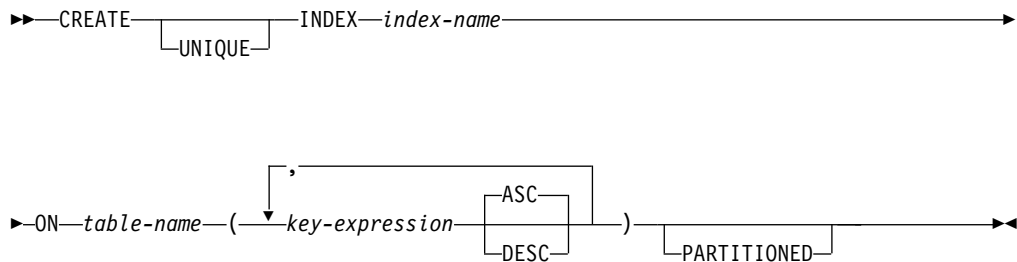 CREATE INDEX index-name
UNIQUE
,
ASC
ON table-name ( key-expression )
DESC PARTITIONED